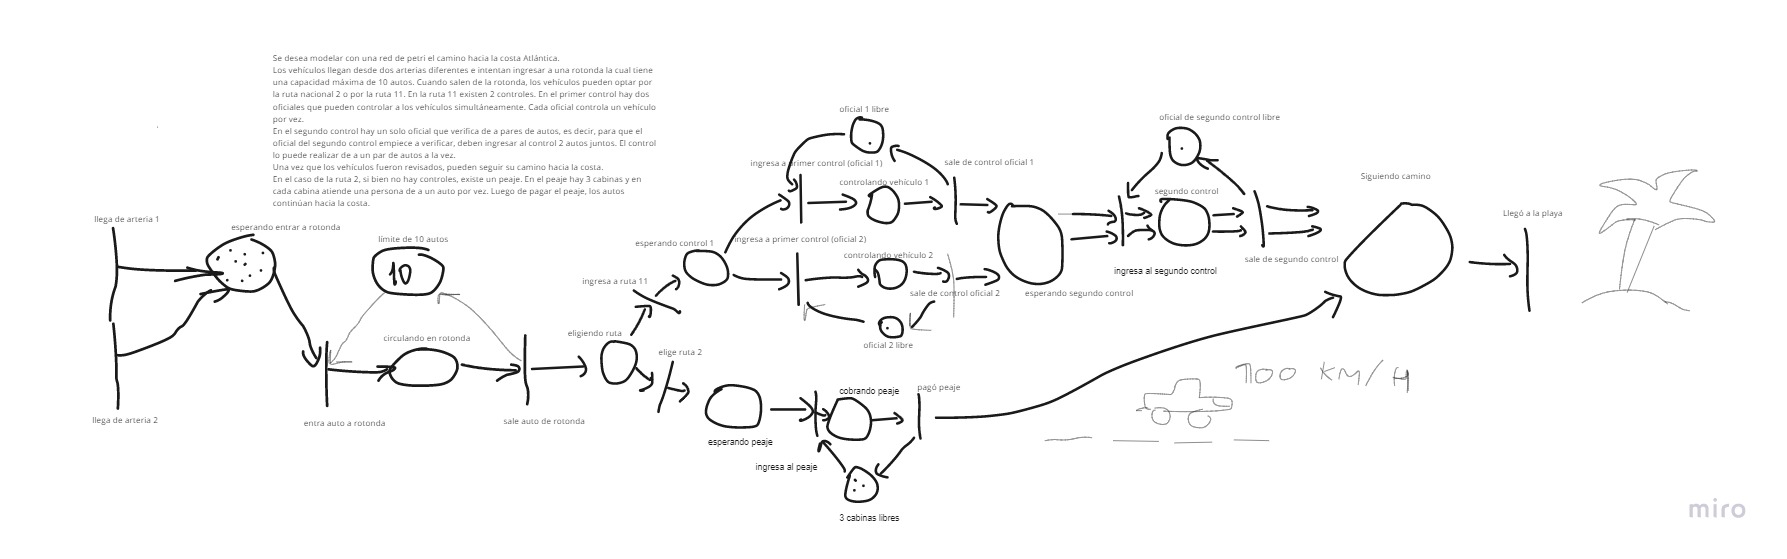 Se desea modelar con una red de petri el camino hacia la costa Atlántica.
Los vehículos llegan desde dos arterias diferentes e intentan ingresar a una rotonda la cual tiene
una capacidad máxima de 10 autos. Cuando salen de la rotonda, los vehículos pueden optar por
la ruta nacional 2 o por la ruta 11. En la ruta 11 existen 2 controles. En el primer control hay dos
oficiales que pueden controlar a los vehículos simultáneamente. Cada oficial controla un vehículo
por vez.
En el segundo control hay un solo oficial que verifica de a pares de autos, es decir, para que el
oficial del segundo control empiece a verificar, deben ingresar al control 2 autos juntos. El control
lo puede realizar de a un par de autos a la vez.
Una vez que los vehículos fueron revisados, pueden seguir su camino hacia la costa.
En el caso de la ruta 2, si bien no hay controles, existe un peaje. En el peaje hay 3 cabinas y en
cada cabina atiende una persona de a un auto por vez. Luego de pagar el peaje, los autos
continúan hacia la costa.
llega de arteria 1
esperando entrar a rotonda
límite de 10 autos
10
circulando en rotonda
llega de arteria 2
entra auto a rotonda
sale auto de rotonda
eligiendo ruta
ingresa a ruta 11
elige ruta 2
esperando control 1
oficial 1 libre
ingresa a primer control (oficial 1)
controlando vehículo 1
sale de control oficial 1
ingresa a primer control (oficial 2)
controlando vehículo 2
sale de control oficial 2
oficial 2 libre
esperando segundo control
oficial de segundo control libre
segundo control
ingresa al segundo control
sale de segundo control
Siguiendo camino
Llegó a la playa
esperando peaje
ingresa al peaje
cobrando peaje
pagó peaje
3 cabinas libres
KM/H
miro